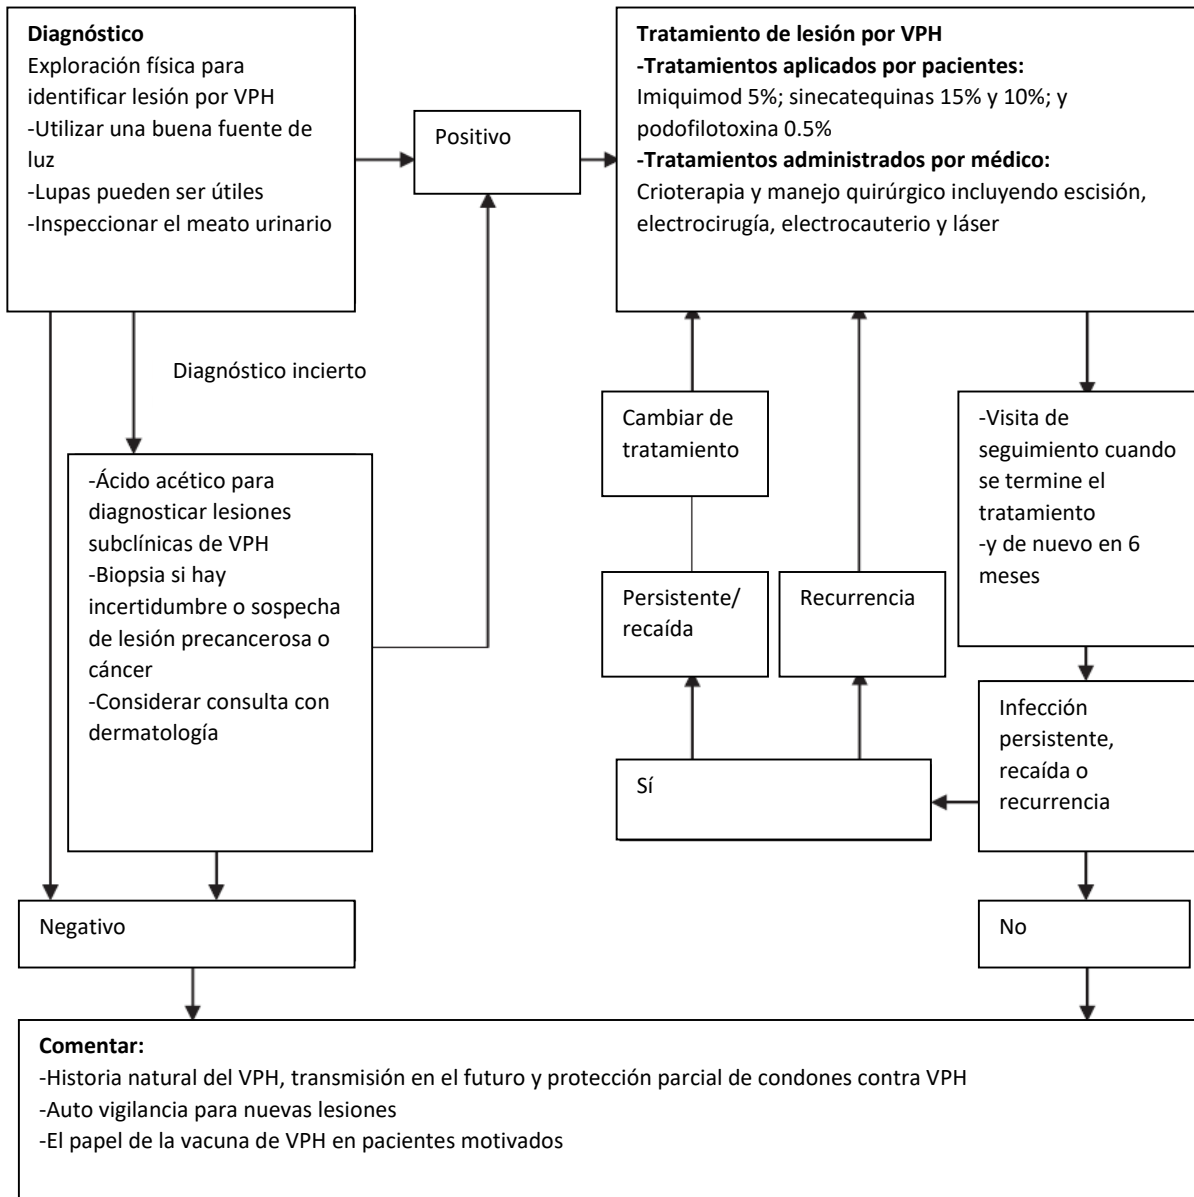 Diagnóstico
Exploración física para
identificar lesión por VPH
-Utilizar una buena fuente de
luz
-Lupas pueden ser útiles
-Inspeccionar el meato urinario
Positivo
Tratamiento de lesión por VPH
-Tratamientos aplicados por pacientes:
Imiquimod 5%; sinecatequinas 15% y 10%; y
podofilotoxina 0.5%
-Tratamientos administrados por médico:
Crioterapia y manejo quirúrgico incluyendo escisión,
electrocirugía, electrocauterio y láser
Diagnóstico incierto
-Ácido acético para
diagnosticar lesiones
subclínicas de VPH
-Biopsia si hay
incertidumbre o sospecha
de lesión precancerosa o
cáncer
-Considerar consulta con
dermatología
Cambiar de
tratamiento
Persistente/
recaída
Recurrencia
-Visita de
seguimiento cuando
se termine el
tratamiento
-y de nuevo en 6
meses
Infección
persistente,
recaída o
recurrencia
Sí
Negativo
No
Comentar:
-Historia natural del VPH, transmisión en el futuro y protección parcial de condones contra VPH
-Auto vigilancia para nuevas lesiones
-El papel de la vacuna de VPH en pacientes motivados